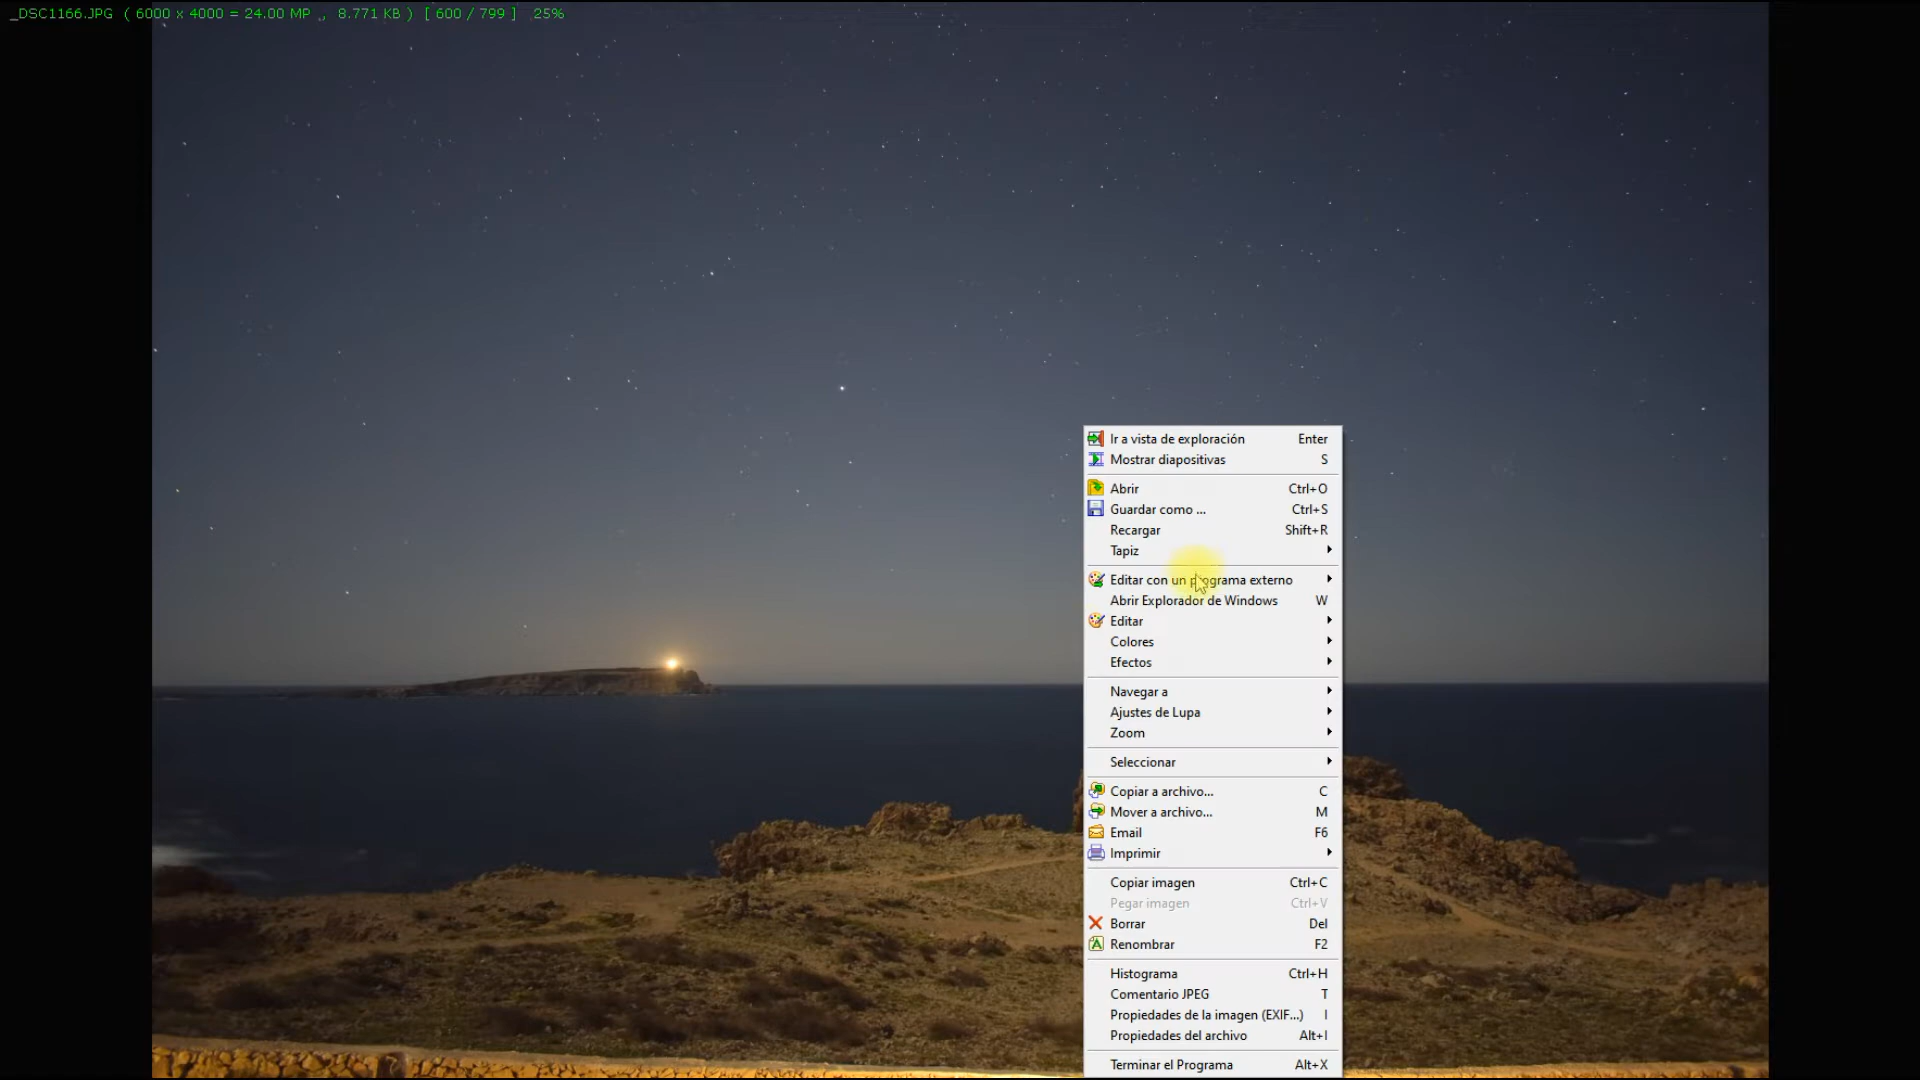 _DSC1166.JPG ( 6000 x 4000 = 24.00 MP , 8.771 KB ) [ 600 / 799 ] 25%
Ir a vista de exploración Enter
Mostrar diapositivas S
Abrir Ctrl+O
Guardar como ... Ctrl+S
Recargar Shift+R
Tapiz
Editar con un programa externo
Abrir Explorador de Windows W
Editar
Colores
Efectos
Navegar a
Ajustes de Lupa
Zoom
Seleccionar
Copiar a archivo... C
Mover a archivo... M
Email F6
Imprimir
Copiar imagen Ctrl+C
Pegar imagen Ctrl+V
Borrar Del
Renombrar F2
Histograma Ctrl+H
Comentario JPEG T
Propiedades de la imagen (EXIF...) I
Propiedades del archivo Alt+I
Terminar el Programa Alt+X